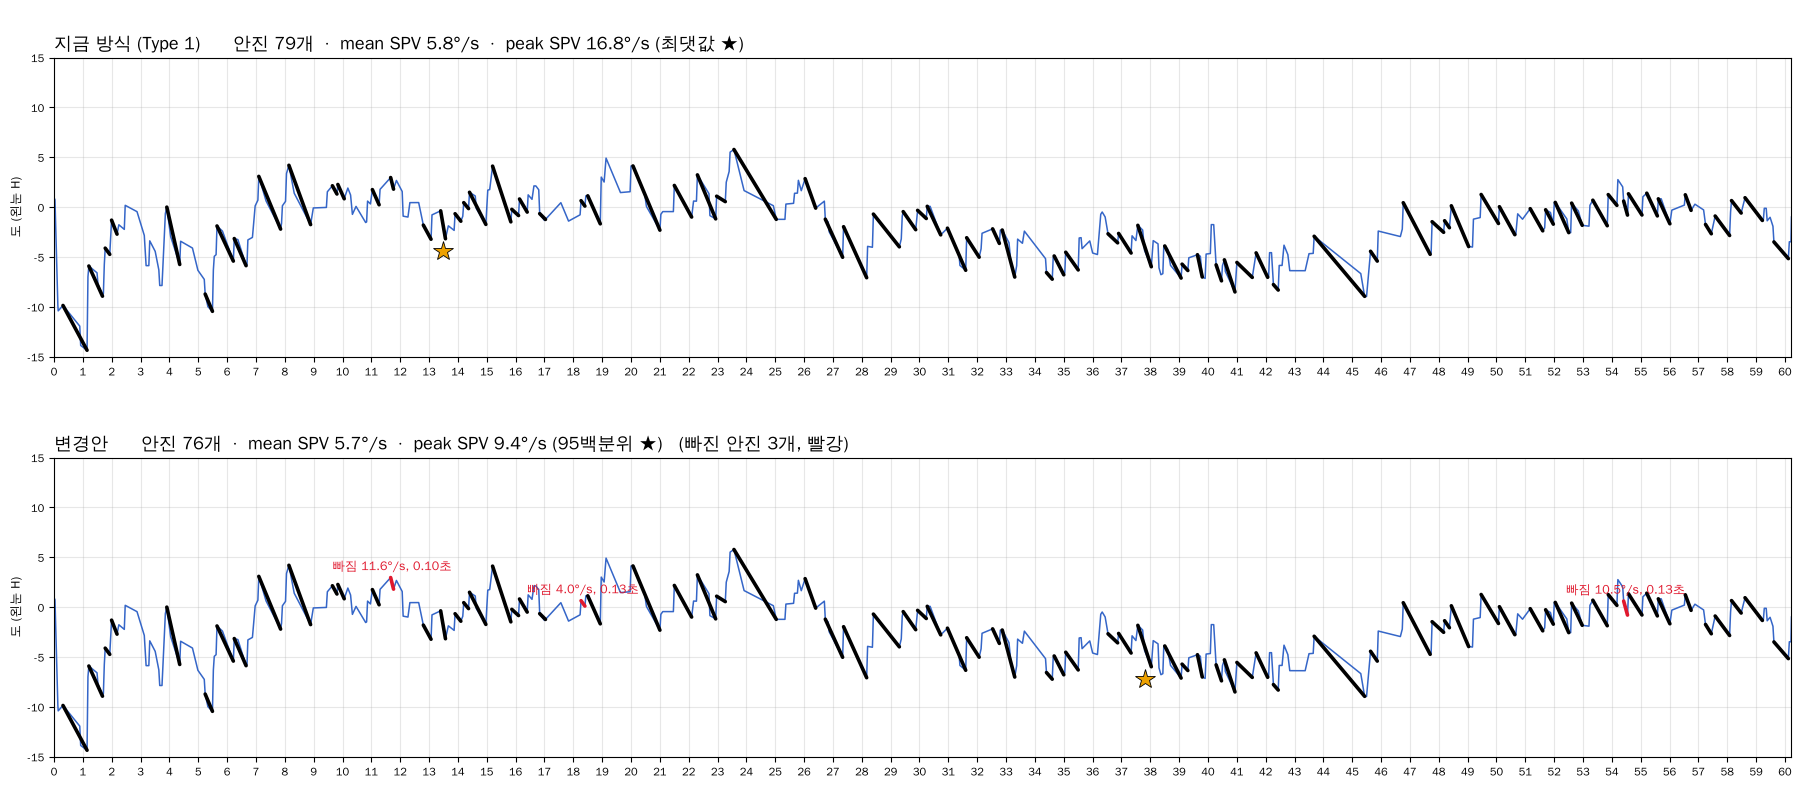 지금 방식 (Type 1)      안진 79개  ·  mean SPV 5.8°/s  ·  peak SPV 16.8°/s (최댓값 ★)
15
10
5
0
-5
-10
-15
도 (왼눈 H)
0 1 2 3 4 5 6 7 8 9 10 11 12 13 14 15 16 17 18 19 20 21 22 23 24 25 26 27 28 29 30 31 32 33 34 35 36 37 38 39 40 41 42 43 44 45 46 47 48 49 50 51 52 53 54 55 56 57 58 59 60
변경안      안진 76개  ·  mean SPV 5.7°/s  ·  peak SPV 9.4°/s (95백분위 ★)   (빠진 안진 3개, 빨강)
15
10
5
0
-5
-10
-15
도 (왼눈 H)
빠짐 11.6°/s, 0.10초
빠짐 4.0°/s, 0.13초
빠짐 10.5°/s, 0.13초
0 1 2 3 4 5 6 7 8 9 10 11 12 13 14 15 16 17 18 19 20 21 22 23 24 25 26 27 28 29 30 31 32 33 34 35 36 37 38 39 40 41 42 43 44 45 46 47 48 49 50 51 52 53 54 55 56 57 58 59 60